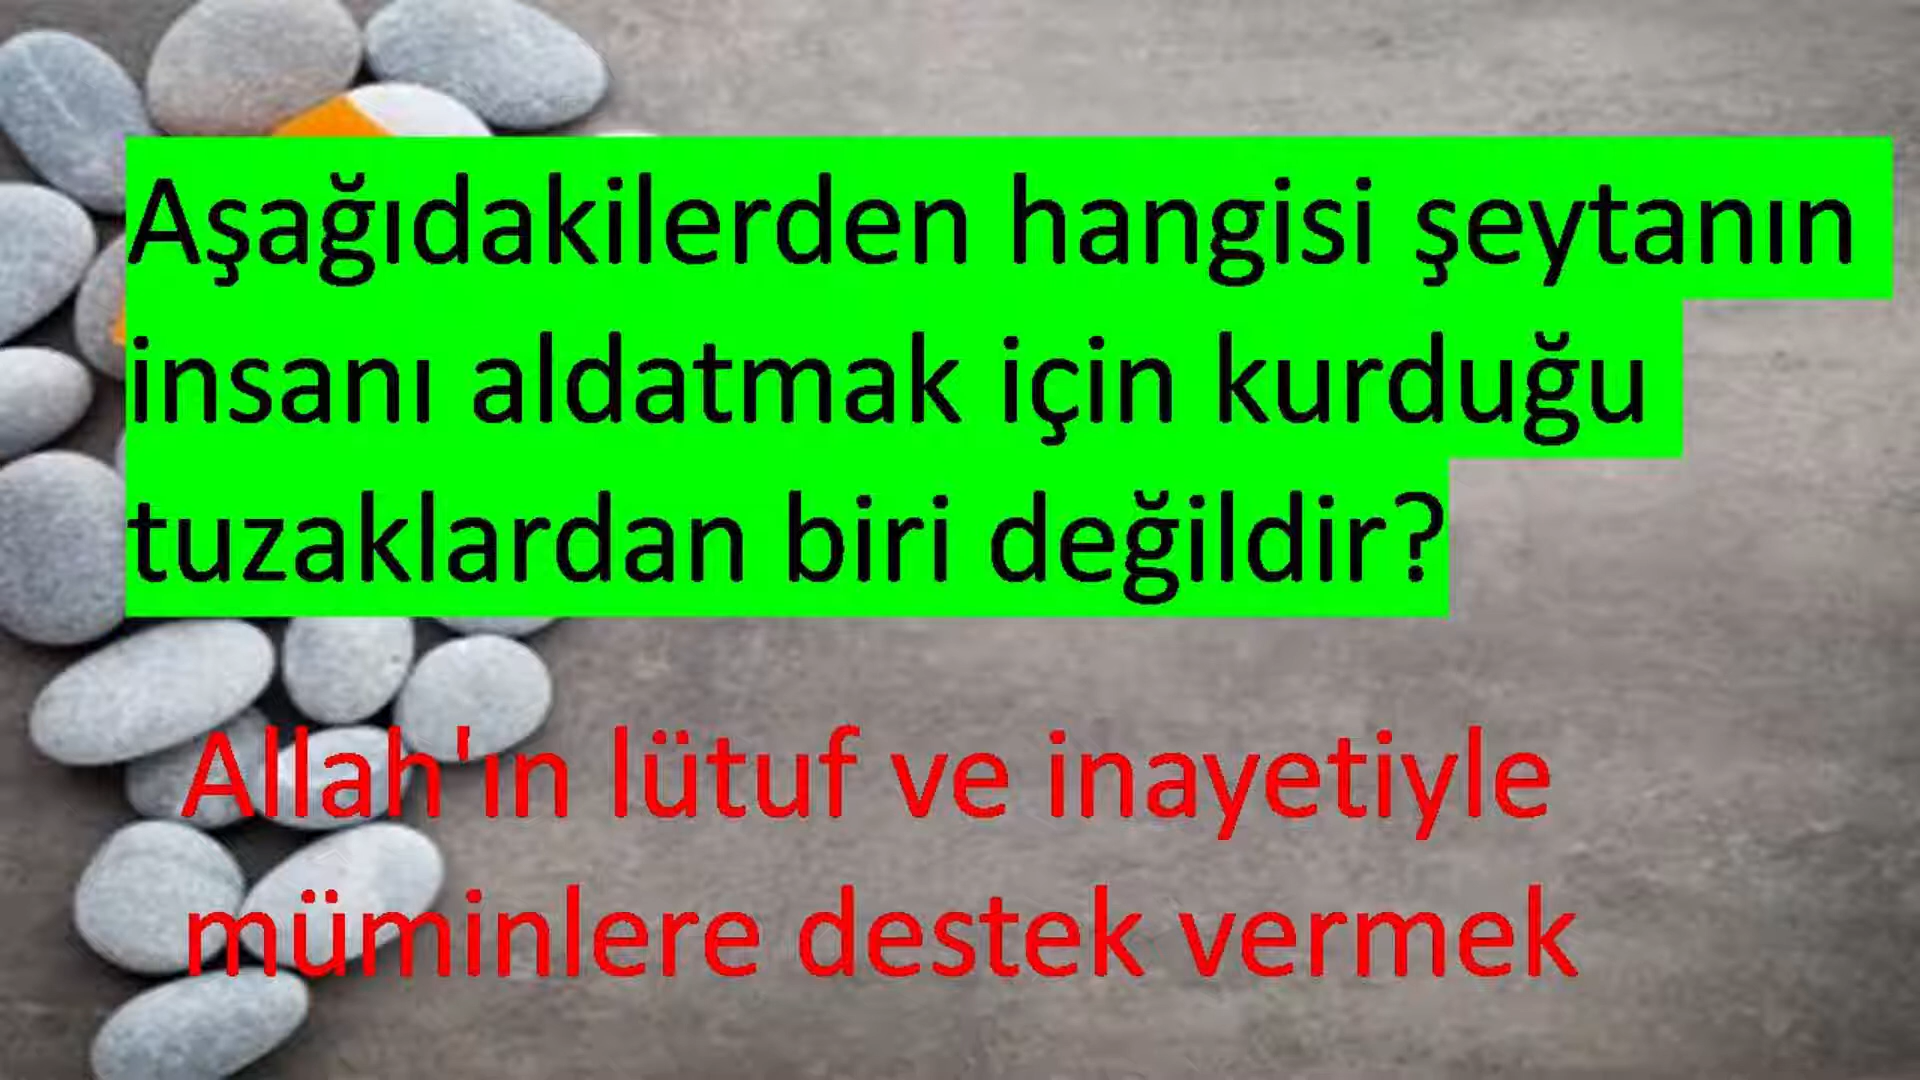 Aşağıdakilerden hangisi şeytanın
insanı aldatmak için kurduğu
tuzaklardan biri değildir?
Allah'ın lütuf ve inayetiyle
müminlere destek vermek